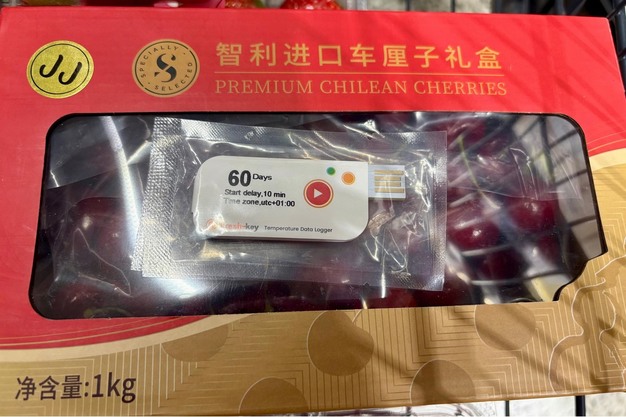 JJ
SPECIALLY
S
SELECTED
智利进口车厘子礼盒
PREMIUM CHILEAN CHERRIES
60 Days
Start delay,10 min
Time zone,utc+01:00
Temperature Data Logger
净含量:1kg